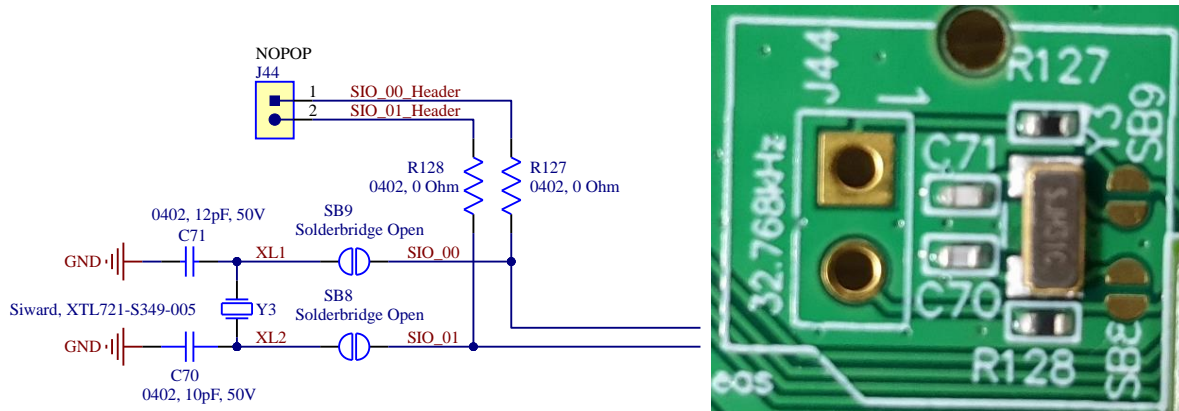 NOPOP
J44
1
SIO_00_Header
2
SIO_01_Header
R128
0402, 0 Ohm
R127
0402, 0 Ohm
0402, 12pF, 50V
C71
SB9
Solderbridge Open
GND
XL1
SIO_00
Siward, XTL721-S349-005
Y3
SB8
Solderbridge Open
GND
XL2
SIO_01
C70
0402, 10pF, 50V
J44
1
R127
Y3
SB9
C71
32.768kHz
C70
SB8
R128